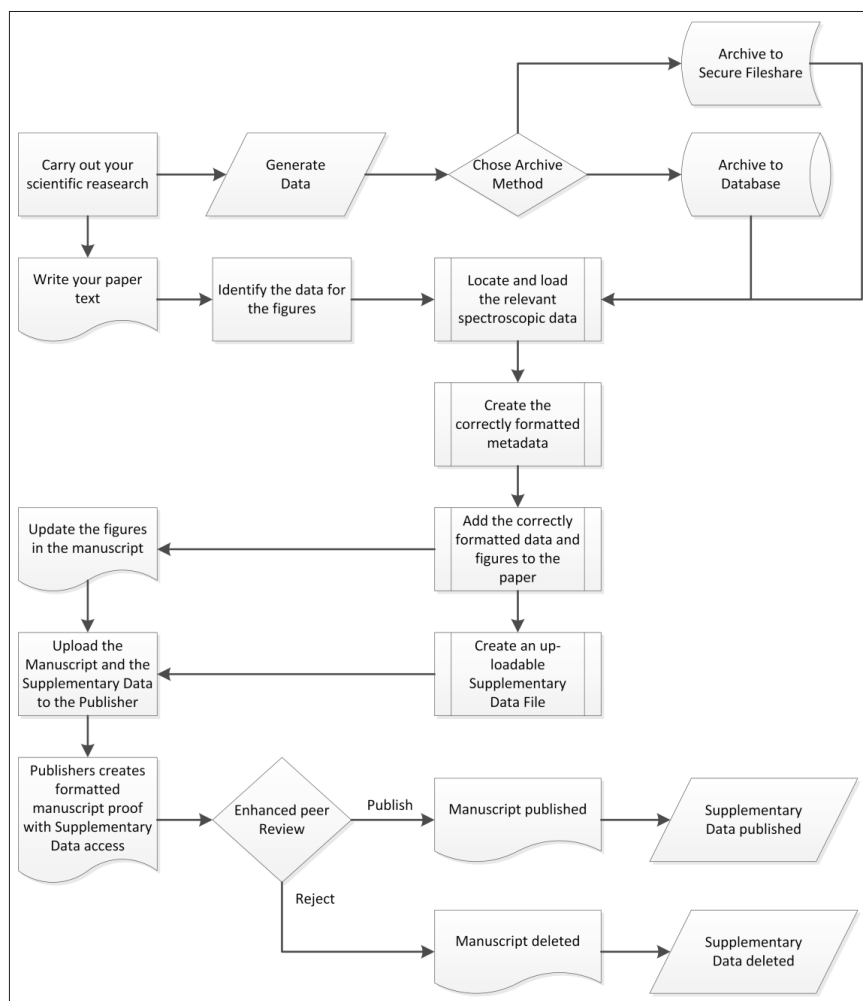 Archive to
Secure Fileshare
Carry out your
scientific reasearch
Generate
Data
Chose Archive
Method
Archive to
Database
Write your paper
text
Identify the data for
the figures
Locate and load
the relevant
spectroscopic data
Create the
correctly formatted
metadata
Update the figures
in the manuscript
Add the correctly
formatted data and
figures to the
paper
Upload the
Manuscript and the
Supplementary Data
to the Publisher
Create an up-
loadable
Supplementary
Data File
Publishers creates
formatted
manuscript proof
with Supplementary
Data access
Enhanced peer
Review
Publish
Manuscript published
Supplementary
Data published
Reject
Manuscript deleted
Supplementary
Data deleted